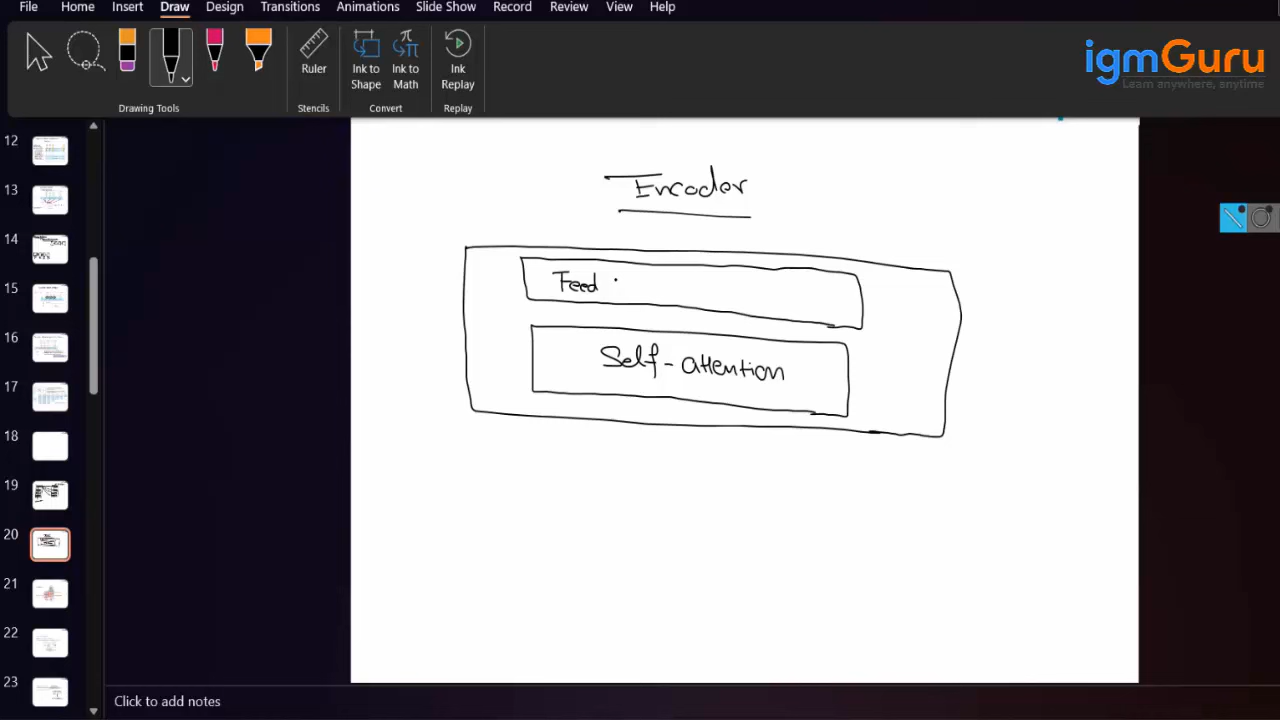 File Home Insert Draw Design Transitions Animations Slide Show Record Review View Help
Ruler
Ink to Shape
Ink to Math
Ink Replay
Drawing Tools Stencils Convert Replay
igmGuru
Learn anywhere, anytime
12
13
14
15
16
17
18
19
20
21
22
23
Encoder
Feed
Self-attention
Click to add notes